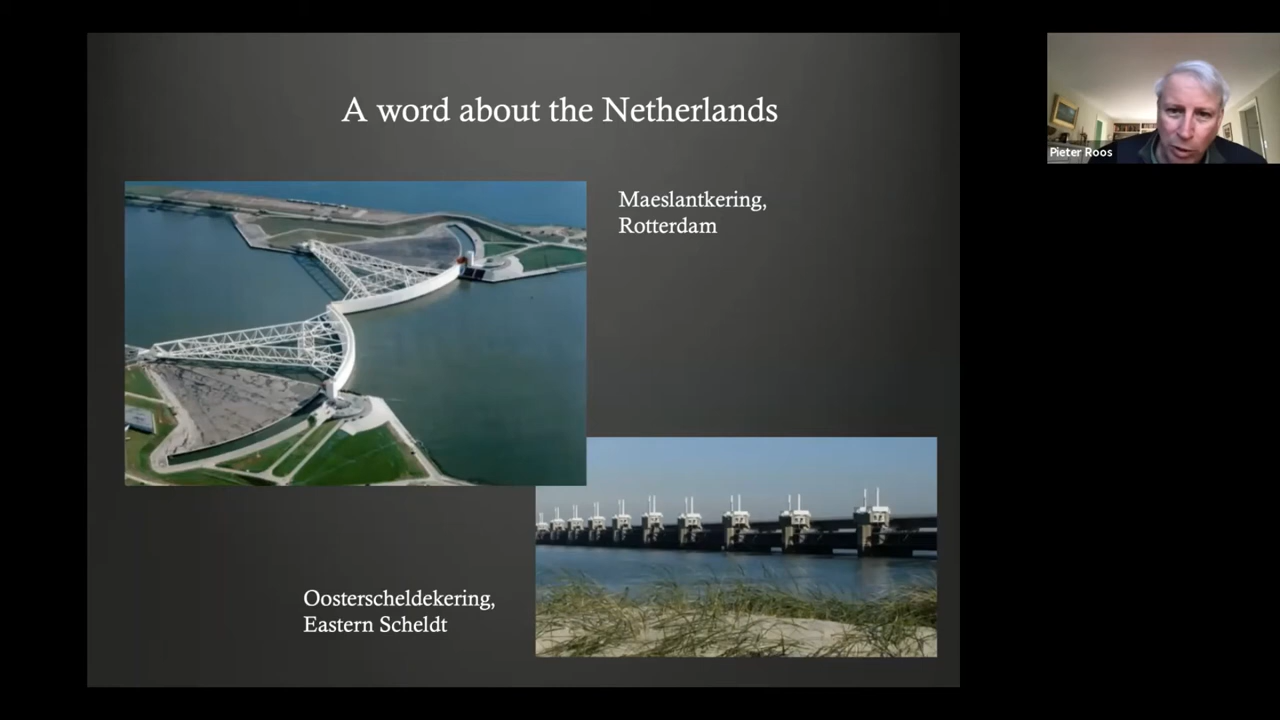 A word about the Netherlands
Maeslantkering,
Rotterdam
Oosterscheldekering,
Eastern Scheldt
Pieter Roos